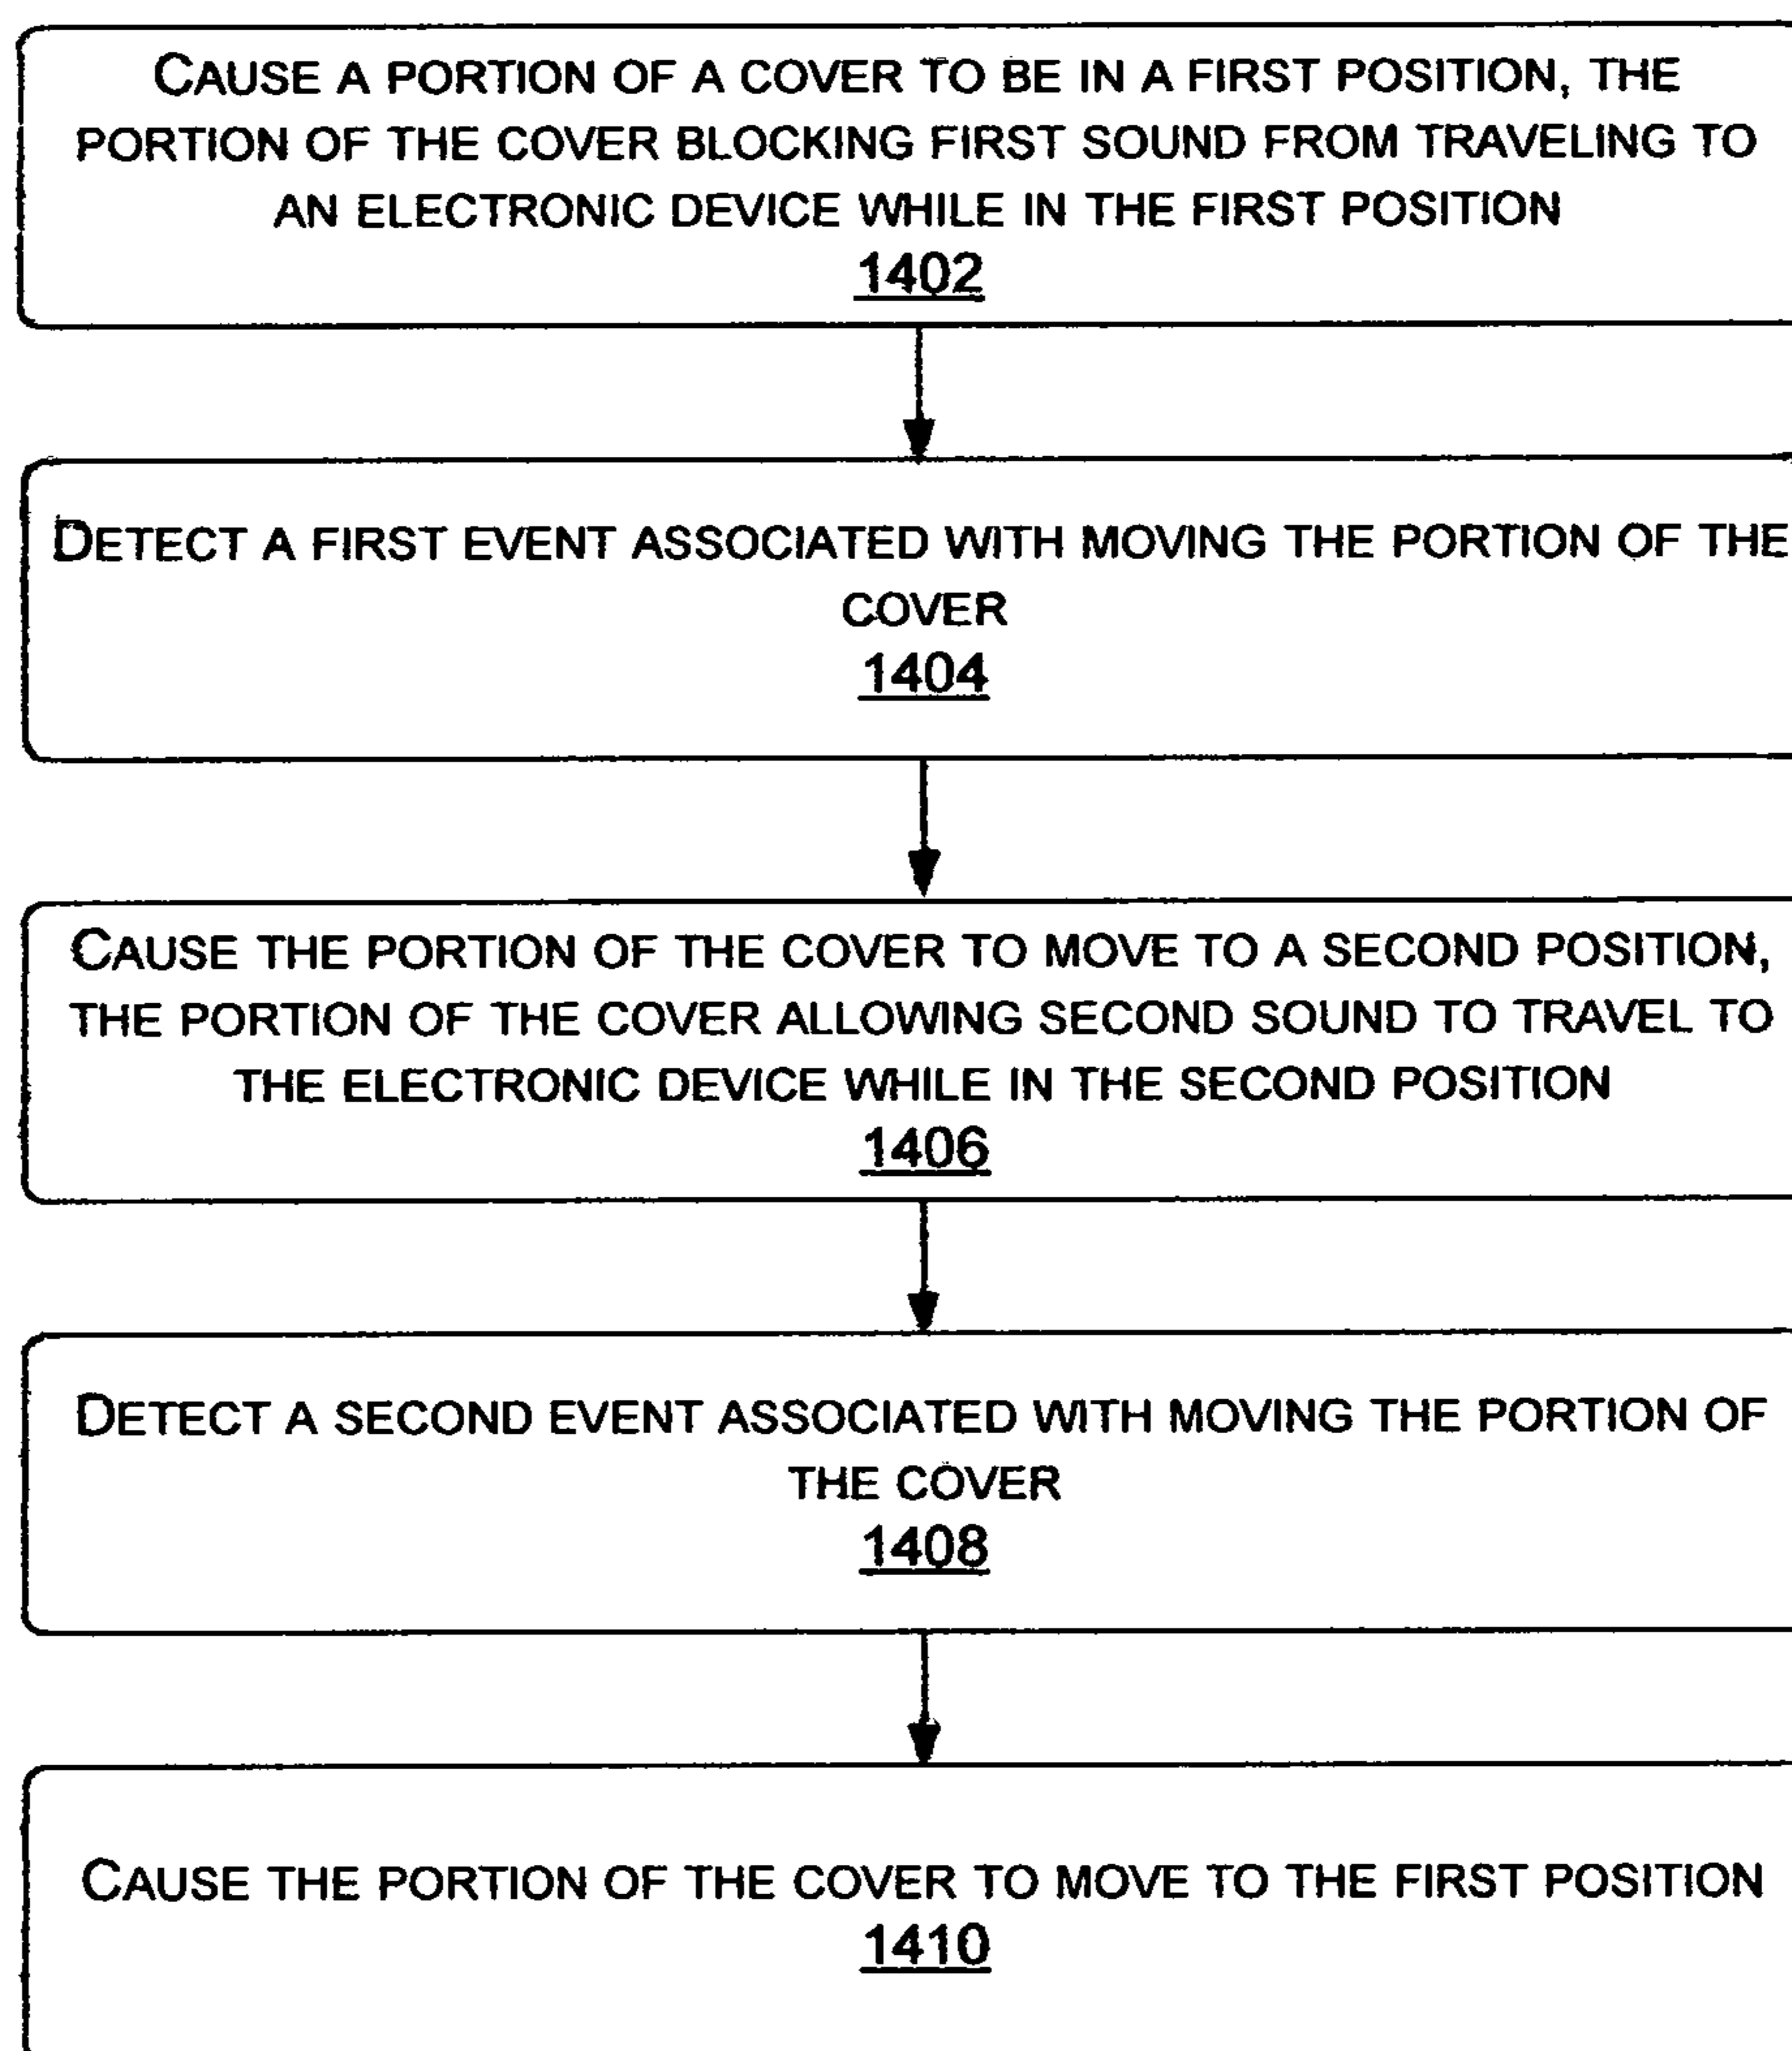 CAUSE A PORTION OF A COVER TO BE IN A FIRST POSITION, THE
PORTION OF THE COVER BLOCKING FIRST SOUND FROM TRAVELING TO
AN ELECTRONIC DEVICE WHILE IN THE FIRST POSITION
1402
DETECT A FIRST EVENT ASSOCIATED WITH MOVING THE PORTION OF THE
COVER
1404
CAUSE THE PORTION OF THE COVER TO MOVE TO A SECOND POSITION,
THE PORTION OF THE COVER ALLOWING SECOND SOUND TO TRAVEL TO
THE ELECTRONIC DEVICE WHILE IN THE SECOND POSITION
1406
DETECT A SECOND EVENT ASSOCIATED WITH MOVING THE PORTION OF
THE COVER
1408
CAUSE THE PORTION OF THE COVER TO MOVE TO THE FIRST POSITION
1410